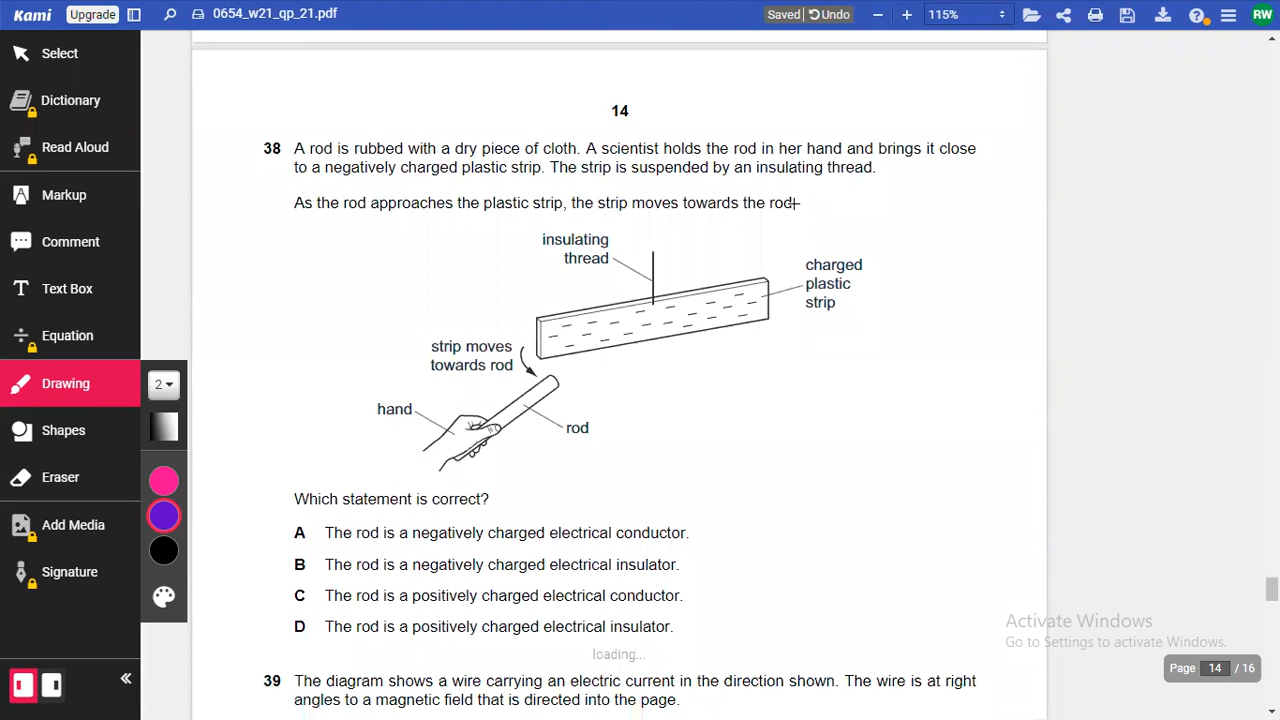 Kami
Upgrade
0654_w21_qp_21.pdf
Saved
Undo
115%
RW
Select
Dictionary
Read Aloud
Markup
Comment
Text Box
Equation
Drawing
Shapes
Eraser
Add Media
Signature
2
14
38 A rod is rubbed with a dry piece of cloth. A scientist holds the rod in her hand and brings it close
to a negatively charged plastic strip. The strip is suspended by an insulating thread.
As the rod approaches the plastic strip, the strip moves towards the rod
insulating
thread
charged
plastic
strip
strip moves
towards rod
hand
rod
Which statement is correct?
A The rod is a negatively charged electrical conductor.
B The rod is a negatively charged electrical insulator.
C The rod is a positively charged electrical conductor.
D The rod is a positively charged electrical insulator.
loading...
39 The diagram shows a wire carrying an electric current in the direction shown. The wire is at right
angles to a magnetic field that is directed into the page.
Activate Windows
Go to Settings to activate Windows.
Page 14 / 16